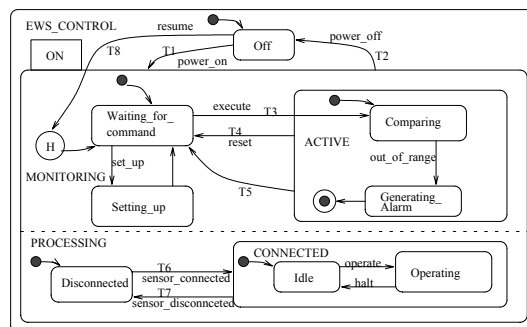 EWS_CONTROL
resume
T8
T1
power_on
Off
power_off
T2
ON
Waiting_for_
command
execute
T3
T4
reset
ACTIVE
Comparing
H
set_up
out_of_range
MONITORING
Setting_up
T5
Generating_
Alarm
PROCESSING
CONNECTED
Disconnected
T6
sensor_connected
T7
sensor_disconnceted
Idle
operate
halt
Operating